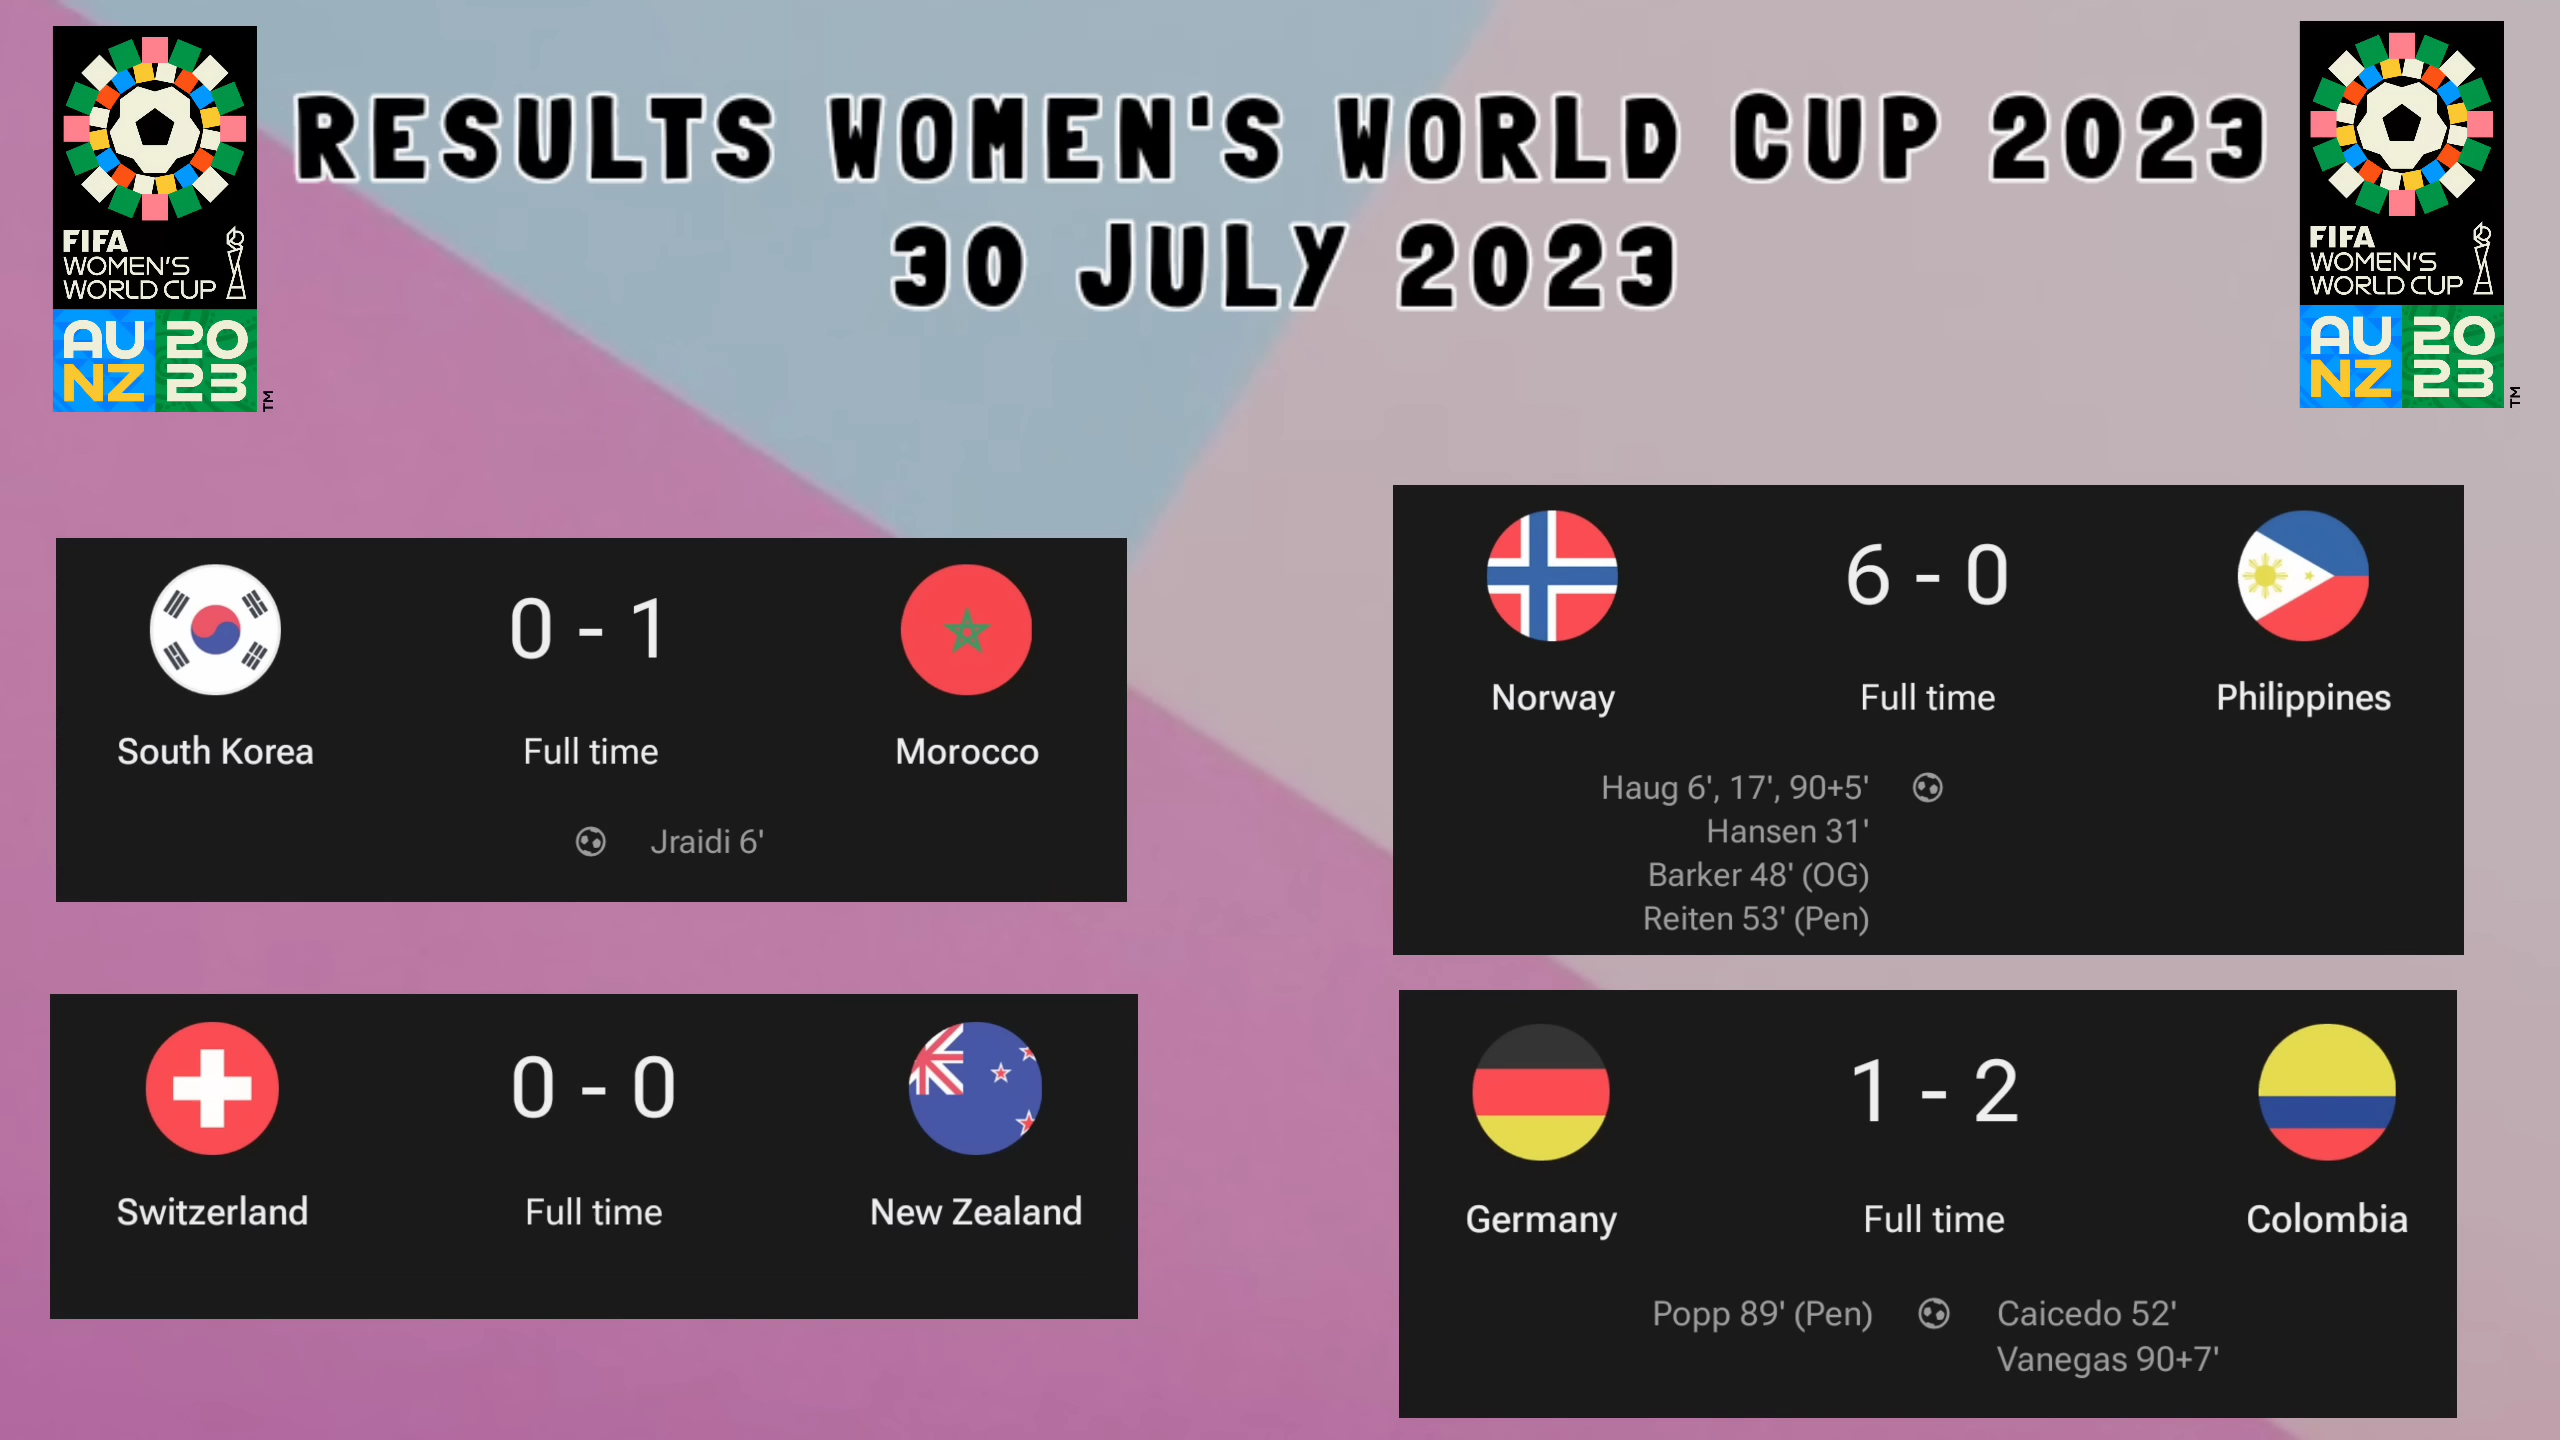 RESULTS WOMEN'S WORLD CUP 2023
30 JULY 2023
FIFA
WOMEN'S
WORLD CUP
AU 20
NZ 23
TM
FIFA
WOMEN'S
WORLD CUP
AU 20
NZ 23
TM
0 - 1
South Korea Full time Morocco
Jraidi 6'
6 - 0
Norway Full time Philippines
Haug 6', 17', 90+5'
Hansen 31'
Barker 48' (OG)
Reiten 53' (Pen)
0 - 0
Switzerland Full time New Zealand
1 - 2
Germany Full time Colombia
Popp 89' (Pen) Caicedo 52'
Vanegas 90+7'